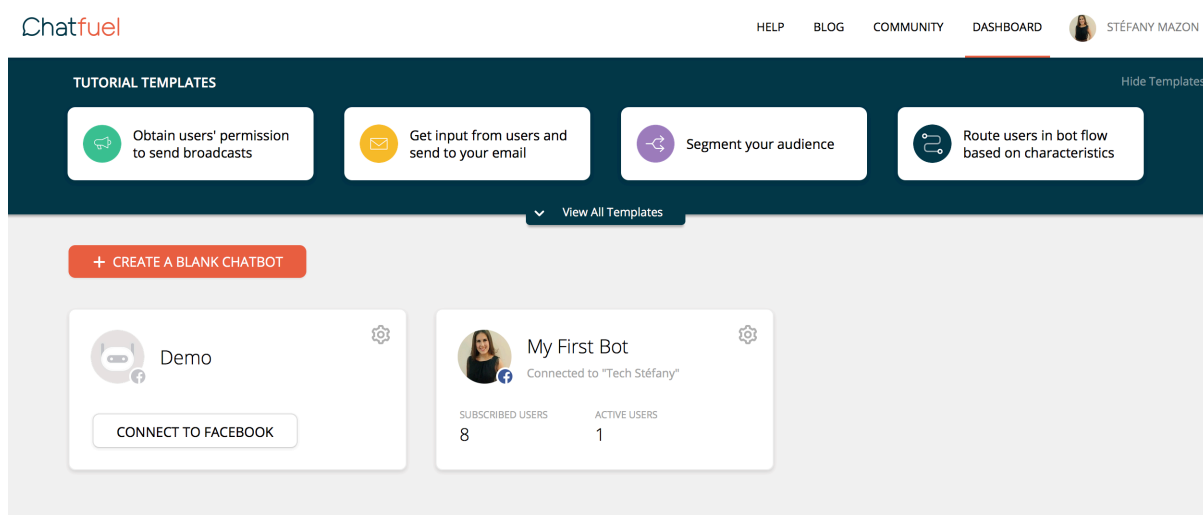 Chatfuel
HELP
BLOG
COMMUNITY
DASHBOARD
STÉFANY MAZON
TUTORIAL TEMPLATES
Hide Templates
Obtain users' permission
to send broadcasts
Get input from users and
send to your email
Segment your audience
Route users in bot flow
based on characteristics
View All Templates
+ CREATE A BLANK CHATBOT
Demo
CONNECT TO FACEBOOK
My First Bot
Connected to "Tech Stéfany"
SUBSCRIBED USERS
ACTIVE USERS
8
1